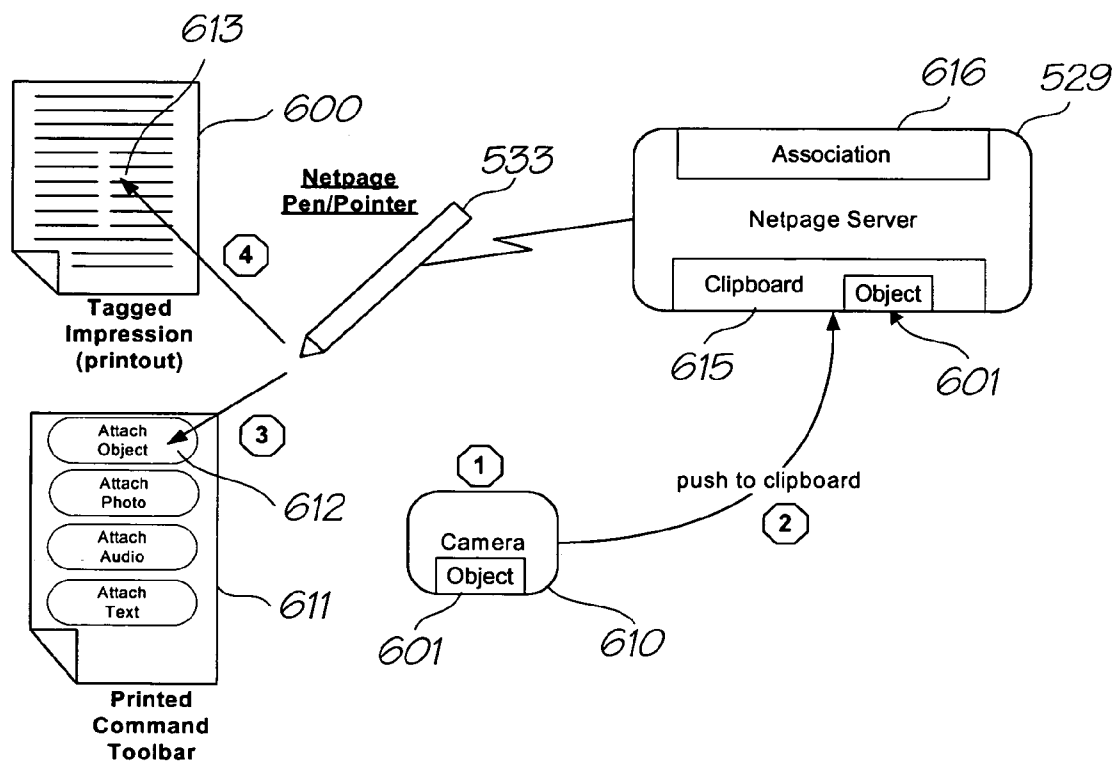 613
600
Netpage
Pen/Pointer
533
616
529
Association
Netpage Server
Clipboard
Object
615
601
4
Tagged
Impression
(printout)
3
Attach
Object
612
Attach
Photo
Attach
Audio
Attach
Text
611
Printed
Command
Toolbar
1
Camera
Object
601
610
push to clipboard
2